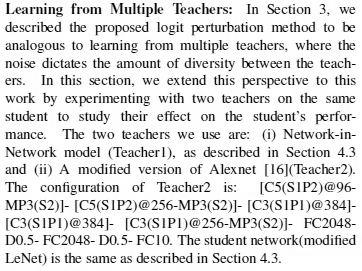 Learning from Multiple Teachers: In Section 3, we
described the proposed logit perturbation method to be
analogous to learning from multiple teachers, where the
noise dictates the amount of diversity between the teach-
ers. In this section, we extend this perspective to this
work by experimenting with two teachers on the same
student to study their effect on the student's perfor-
mance. The two teachers we use are: (i) Network-in-
Network model (Teacher1), as described in Section 4.3
and (ii) A modified version of Alexnet [16](Teacher2).
The configuration of Teacher2 is: [C5(S1P2)@96-
MP3(S2)]- [C5(S1P2)@256-MP3(S2)]- [C3(S1P1)@384]-
[C3(S1P1)@384]- [C3(S1P1)@256-MP3(S2)]- FC2048-
D0.5- FC2048- D0.5- FC10. The student network(modified
LeNet) is the same as described in Section 4.3.